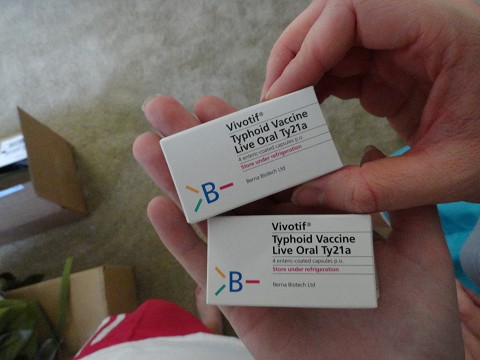 Vivotif®
Typhoid Vaccine
Live Oral Ty21a
4 enteric-coated capsules p.o.
Store under refrigeration
Berna Biotech Ltd
B
Vivotif®
Typhoid Vaccine
Live Oral Ty21a
4 enteric-coated capsules p.o.
Store under refrigeration
Berna Biotech Ltd
B